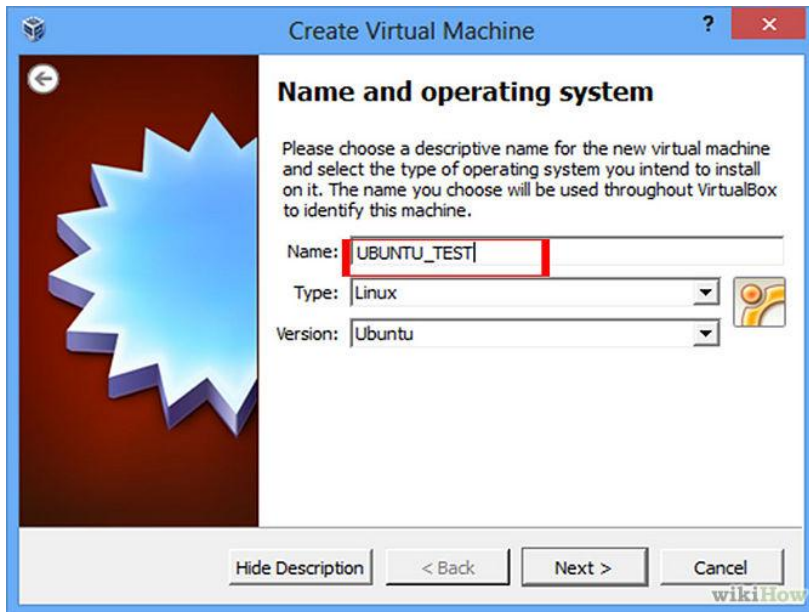 Create Virtual Machine
?
Name and operating system
Please choose a descriptive name for the new virtual machine
and select the type of operating system you intend to install
on it. The name you choose will be used throughout VirtualBox
to identify this machine.
Name: UBUNTU_TEST
Type: Linux
Version: Ubuntu
Hide Description < Back Next > Cancel
wikiHow